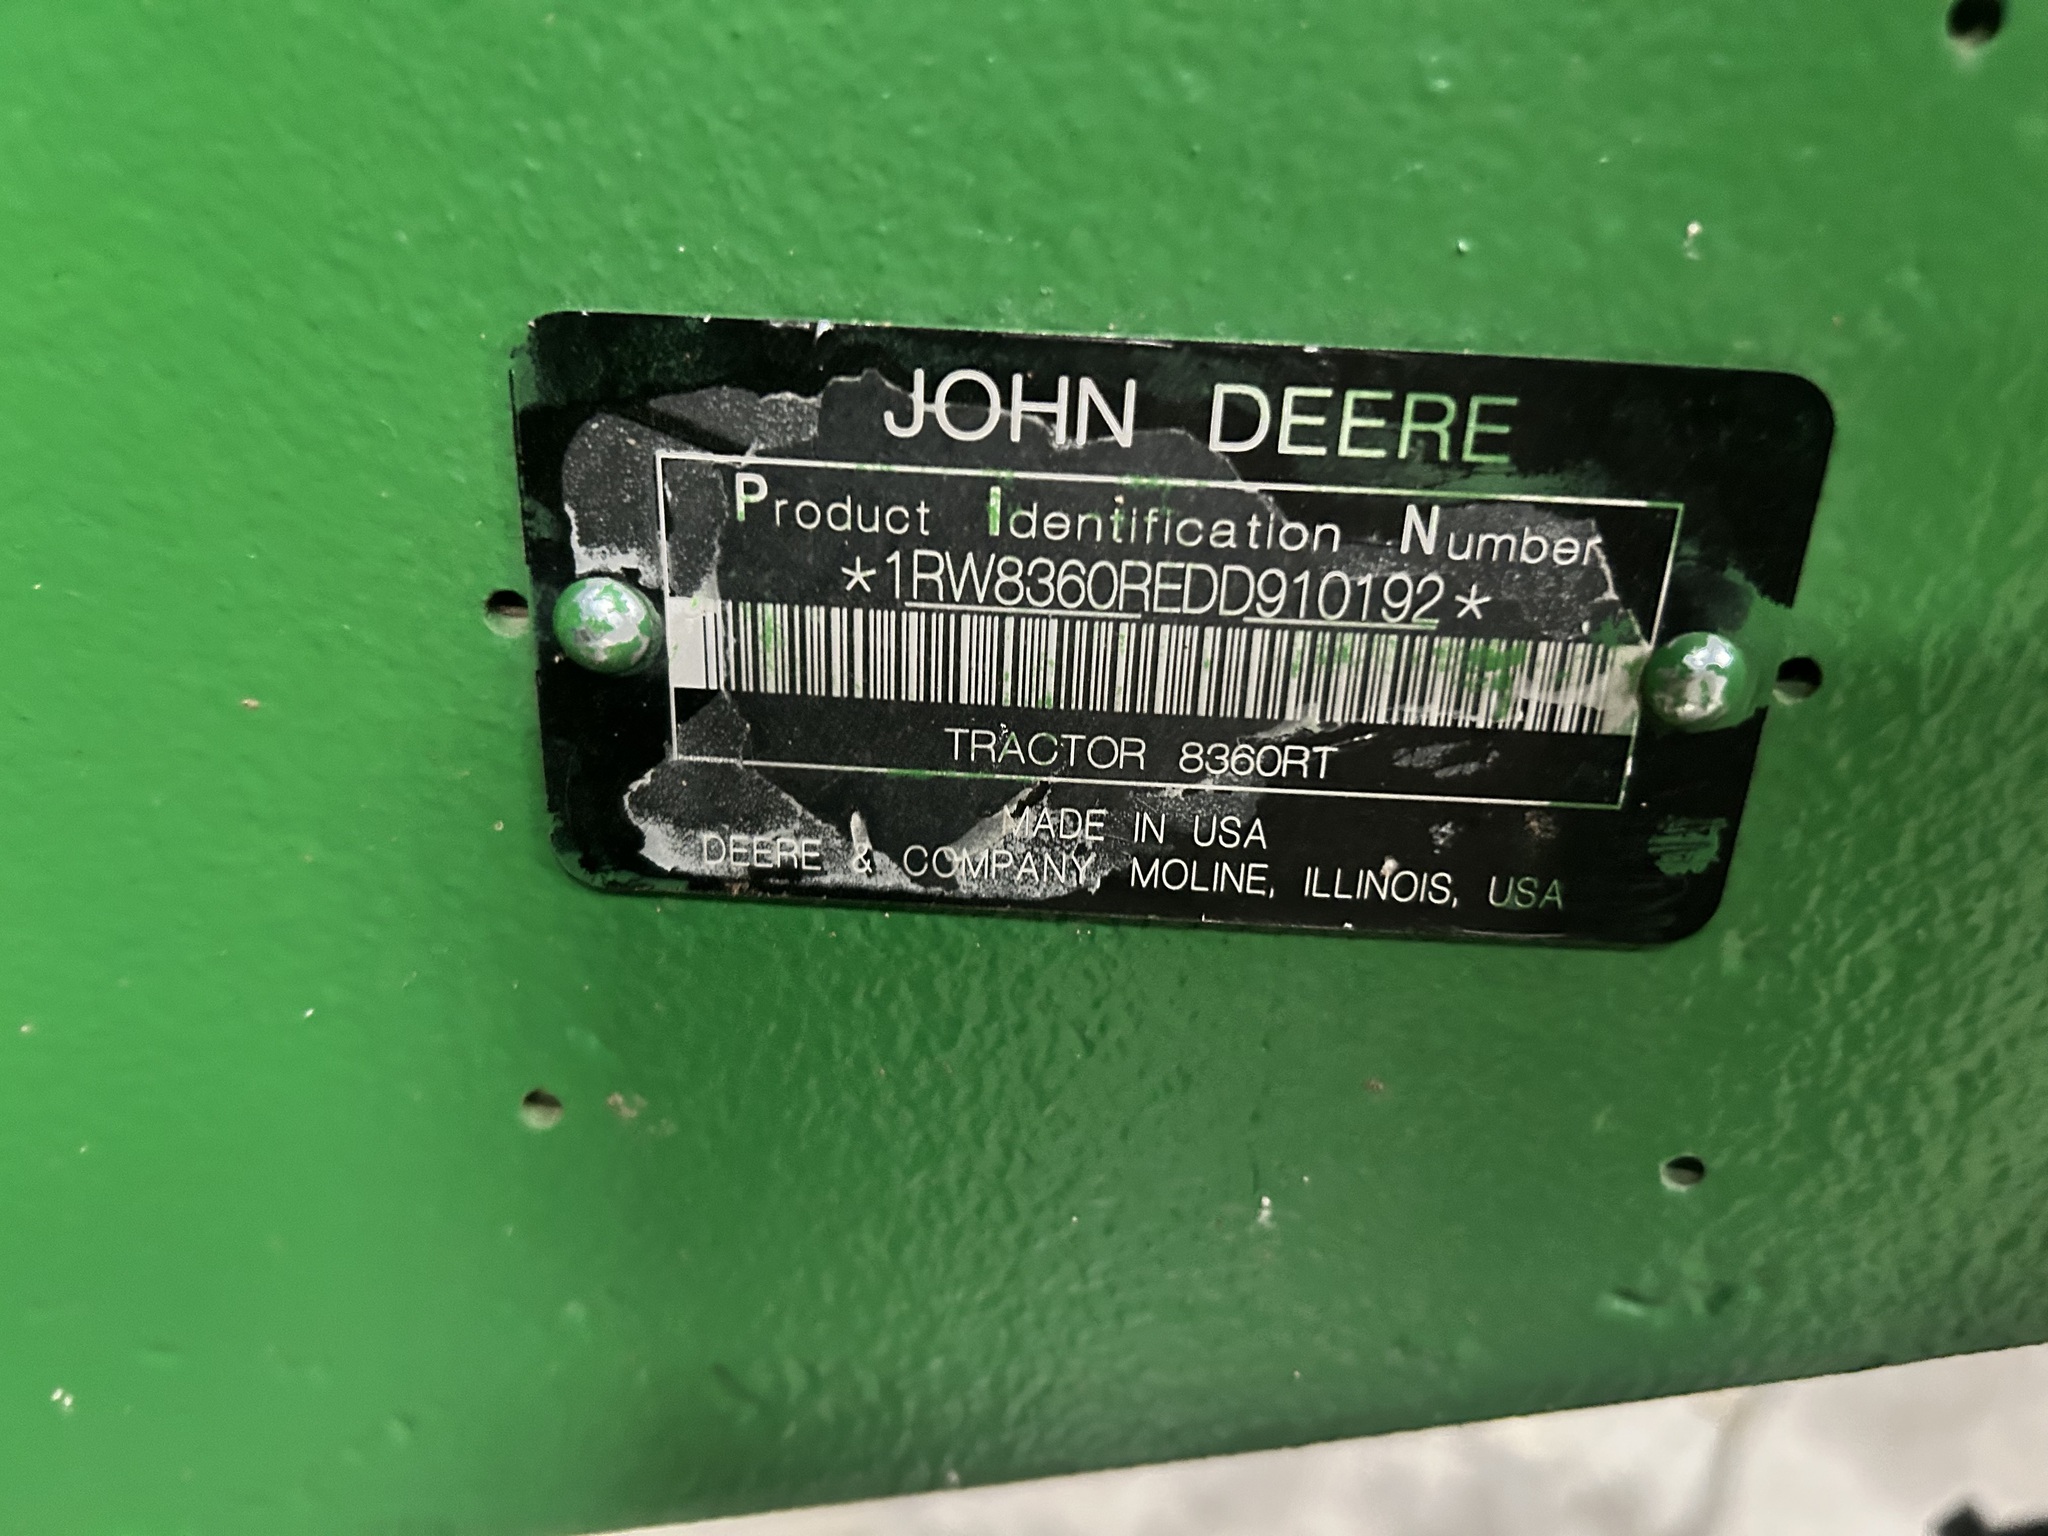 JOHN DEERE
Product Identification Number
*1RW8360REDD910192*
TRACTOR 8360RT
MADE IN USA
DEERE & COMPANY, MOLINE, ILLINOIS, USA